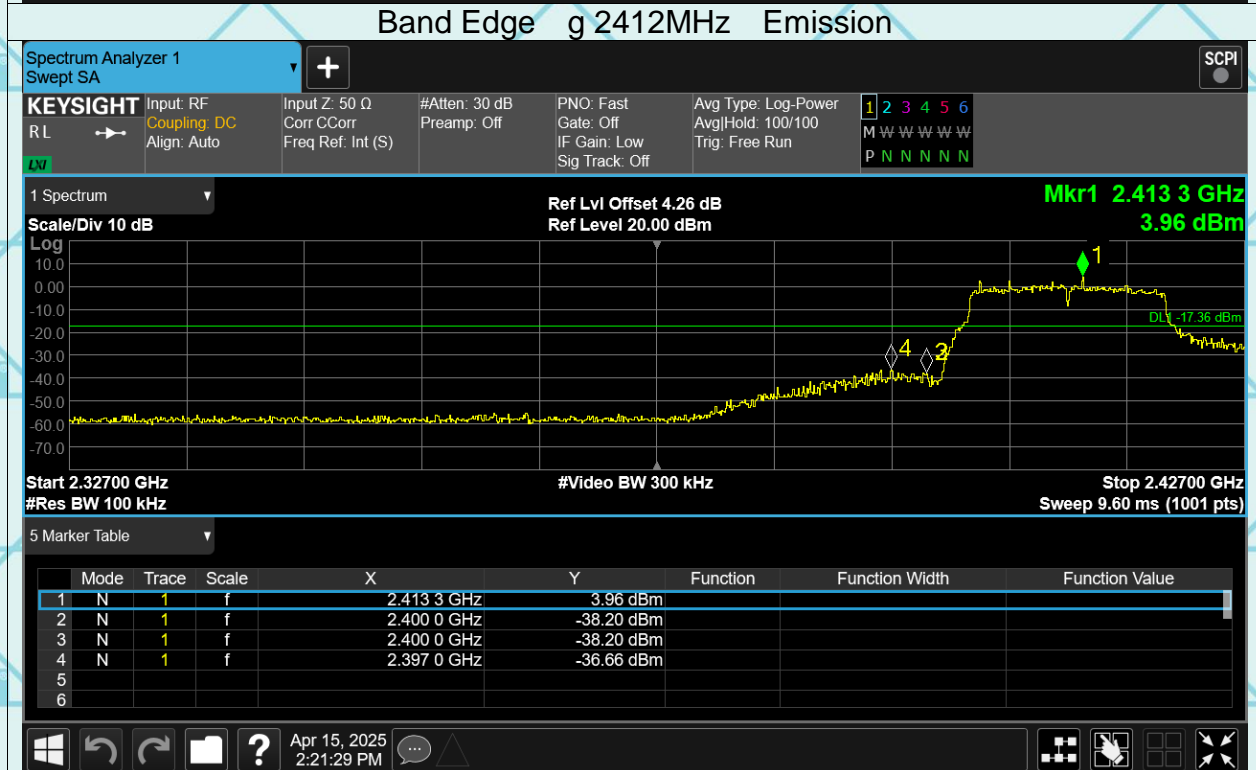 Band Edge g 2412MHz Emission
Spectrum Analyzer 1
Swept SA
+
SCPI
KEYSIGHT
RL
LXI
Input: RF
Coupling: DC
Align: Auto
Input Z: 50 Ω
Corr CCorr
Freq Ref: Int (S)
#Atten: 30 dB
Preamp: Off
PNO: Fast
Gate: Off
IF Gain: Low
Sig Track: Off
Avg Type: Log-Power
Avg|Hold: 100/100
Trig: Free Run
1 2 3 4 5 6
M W W W W W
P N N N N N
1 Spectrum
Scale/Div 10 dB
Ref Lvl Offset 4.26 dB
Ref Level 20.00 dBm
Mkr1 2.413 3 GHz
3.96 dBm
Log
10.0
0.00
-10.0
-20.0
-30.0
-40.0
-50.0
-60.0
-70.0
1
DL1 -17.36 dBm
4
Start 2.32700 GHz
#Res BW 100 kHz
#Video BW 300 kHz
Stop 2.42700 GHz
Sweep 9.60 ms (1001 pts)
5 Marker Table
Mode Trace Scale X Y Function Function Width Function Value
1 N 1 f 2.413 3 GHz 3.96 dBm
2 N 1 f 2.400 0 GHz -38.20 dBm
3 N 1 f 2.400 0 GHz -38.20 dBm
4 N 1 f 2.397 0 GHz -36.66 dBm
5
6
?
Apr 15, 2025
2:21:29 PM